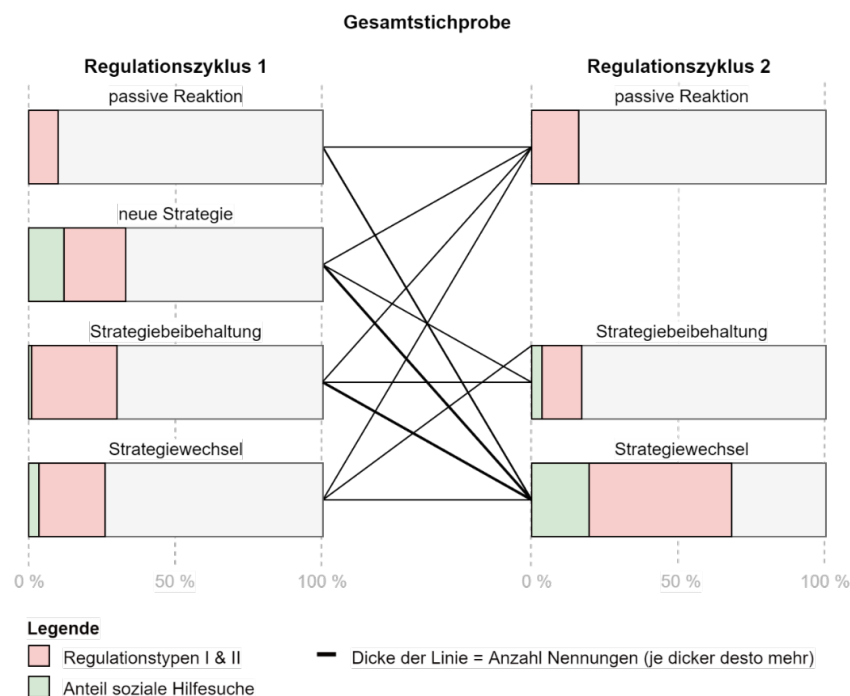 Gesamtstichprobe
Regulationszyklus 1
Regulationszyklus 2
passive Reaktion
passive Reaktion
neue Strategie
Strategiebeibehaltung
Strategiebeibehaltung
Strategiewechsel
Strategiewechsel
0 %
50 %
100 %
0 %
50 %
100 %
Legende
Regulationstypen I & II
Dicke der Linie = Anzahl Nennungen (je dicker desto mehr)
Anteil soziale Hilfesuche